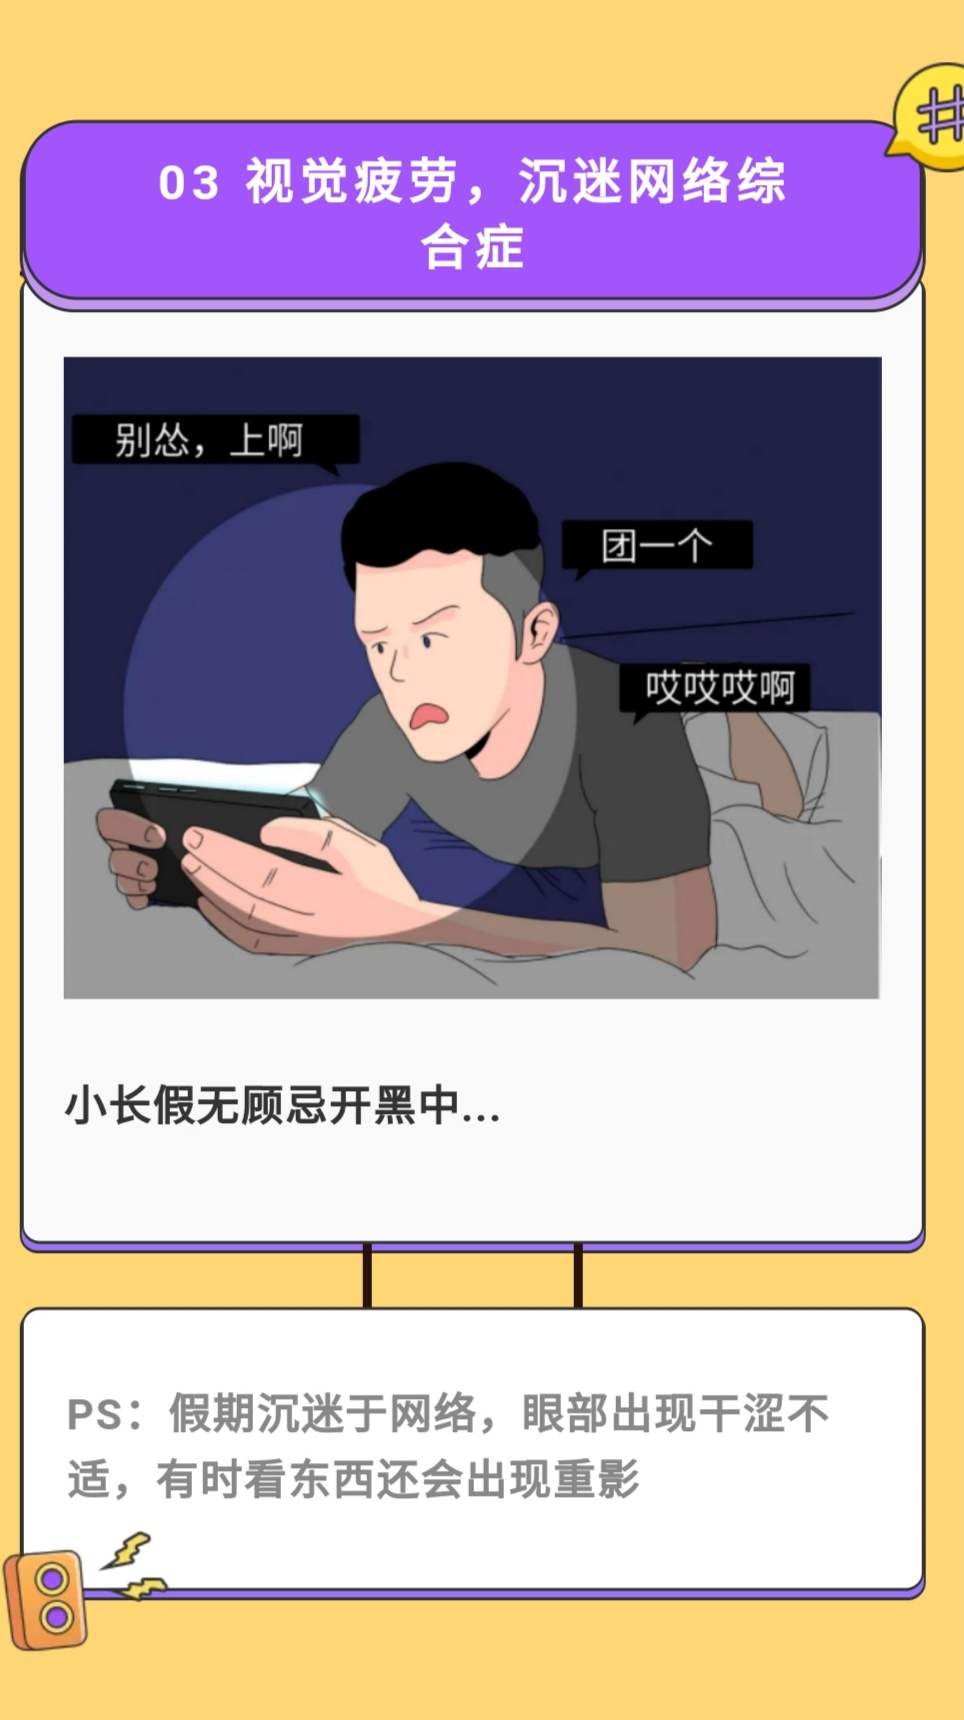 03 视觉疲劳，沉迷网络综
合症
别怂，上啊
团一个
哎哎哎啊
小长假无顾忌开黑中...
PS：假期沉迷于网络，眼部出现干涩不
适，有时看东西还会出现重影